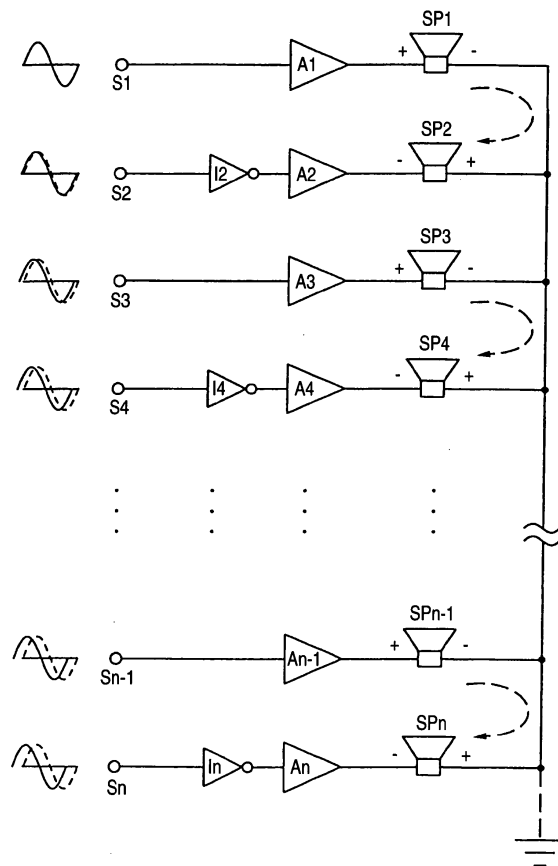 SP1
+ -
A1
S1
SP2
- +
I2 A2
S2
SP3
+ -
A3
S3
SP4
- +
I4 A4
S4
SPn-1
+ -
An-1
Sn-1
SPn
- +
In An
Sn